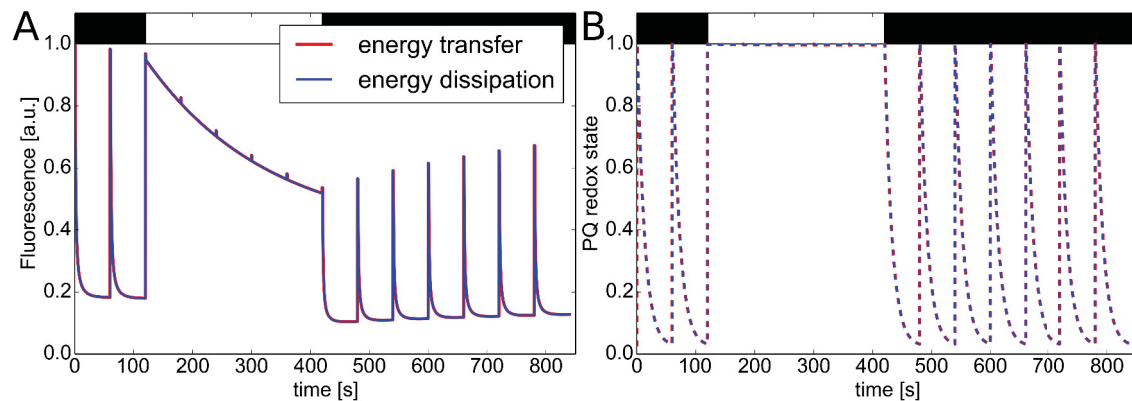 A
energy transfer
energy dissipation
Fluorescence [a.u.]
1.0
0.8
0.6
0.4
0.2
0.0
0 100 200 300 400 500 600 700 800
time [s]
B
PQ redox state
1.0
0.8
0.6
0.4
0.2
0.0
0 100 200 300 400 500 600 700 800
time [s]